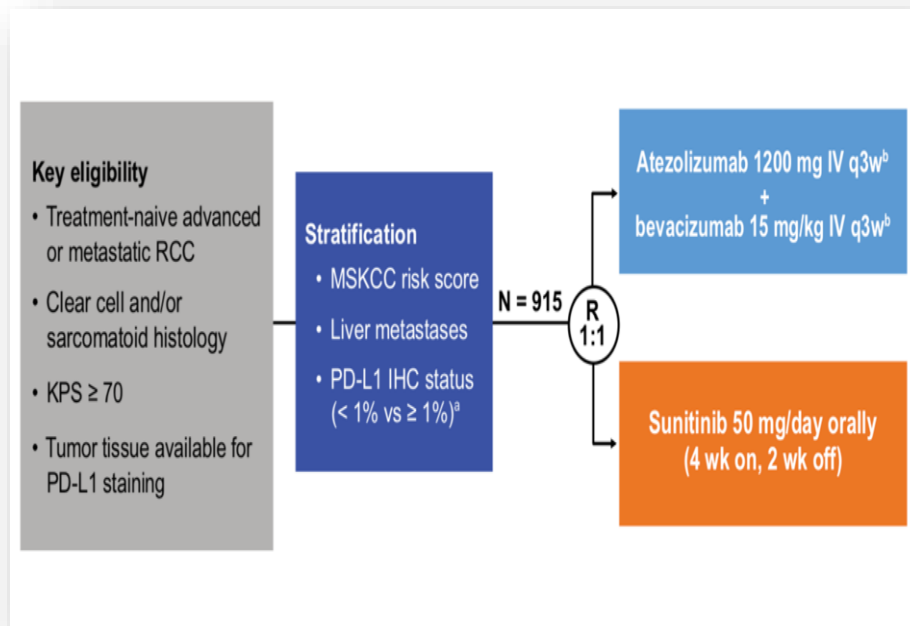 Key eligibility
• Treatment-naive advanced
or metastatic RCC
• Clear cell and/or
sarcomatoid histology
• KPS ≥ 70
• Tumor tissue available for
PD-L1 staining
Stratification
• MSKCC risk score
• Liver metastases
• PD-L1 IHC status
(< 1% vs ≥ 1%)ᵃ
N = 915
R
1:1
Atezolizumab 1200 mg IV q3wᵇ
+
bevacizumab 15 mg/kg IV q3wᵇ
Sunitinib 50 mg/day orally
(4 wk on, 2 wk off)